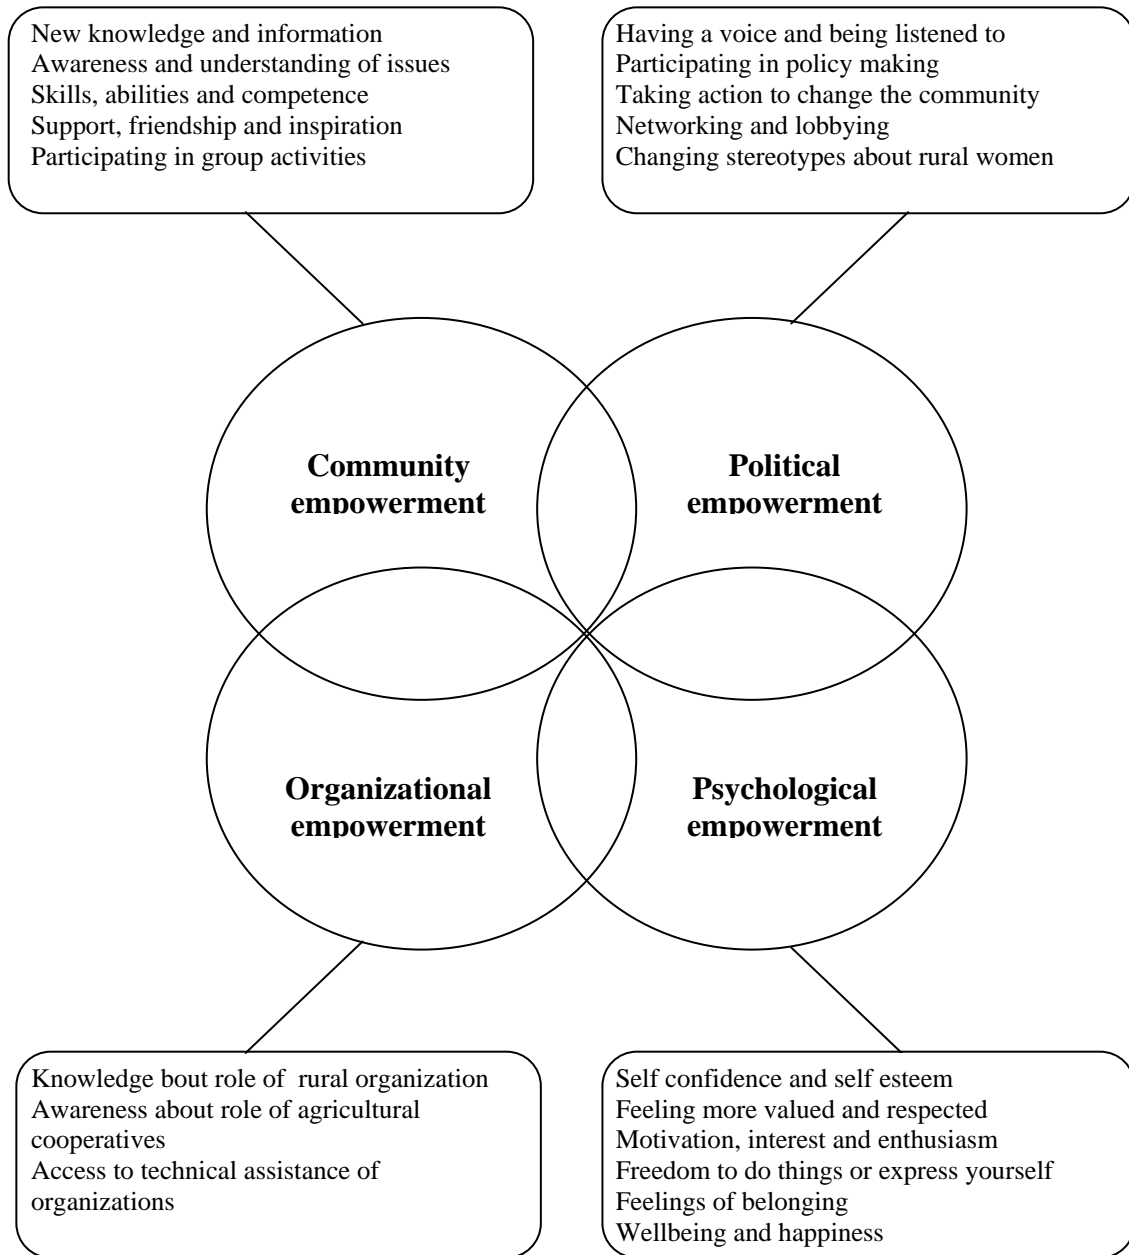 New knowledge and information
Awareness and understanding of issues
Skills, abilities and competence
Support, friendship and inspiration
Participating in group activities
Having a voice and being listened to
Participating in policy making
Taking action to change the community
Networking and lobbying
Changing stereotypes about rural women
Community
empowerment
Political
empowerment
Organizational
empowerment
Psychological
empowerment
Knowledge bout role of rural organization
Awareness about role of agricultural
cooperatives
Access to technical assistance of
organizations
Self confidence and self esteem
Feeling more valued and respected
Motivation, interest and enthusiasm
Freedom to do things or express yourself
Feelings of belonging
Wellbeing and happiness